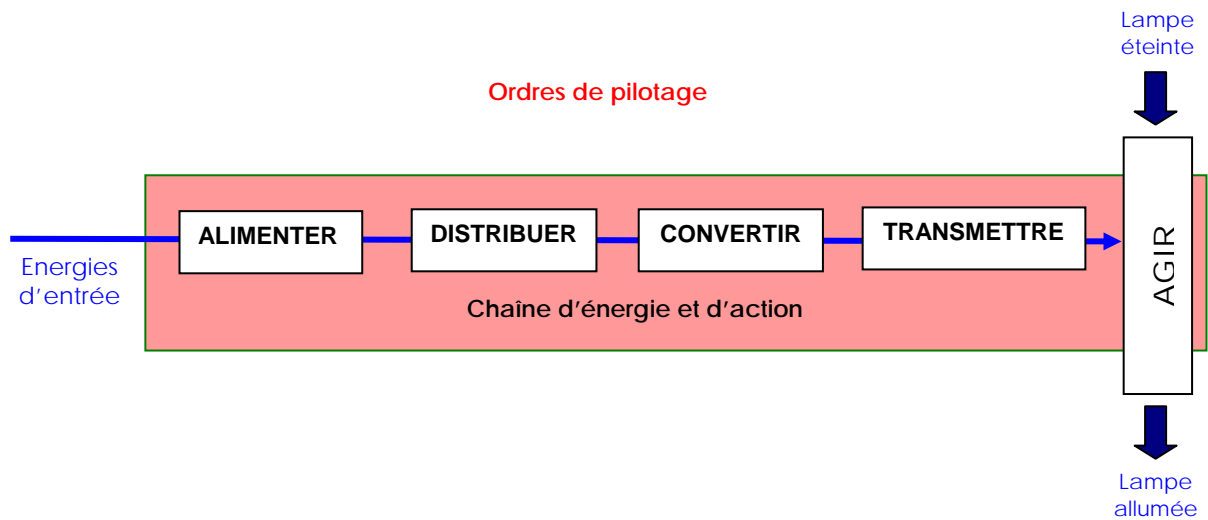 Lampe
éteinte
Ordres de pilotage
ALIMENTER
DISTRIBUER
CONVERTIR
TRANSMETTRE
AGIR
Energies
d’entrée
Chaîne d’énergie et d’action
Lampe
allumée